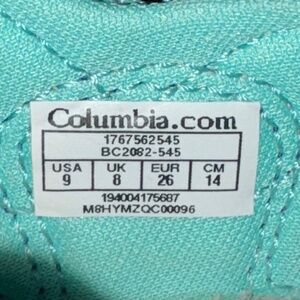 Columbia.com
1767562545
BC2082-545
USA UK EUR CM
9 8 26 14
194004175687
M8HYMZQC00096